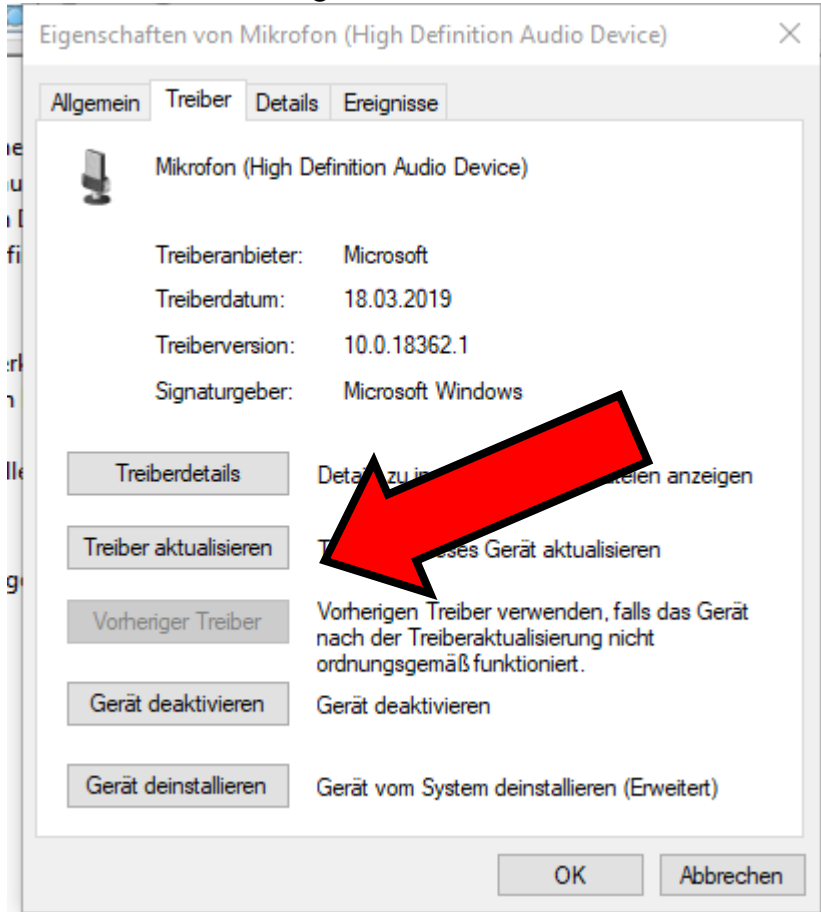 Eigenschaften von Mikrofon (High Definition Audio Device)
Allgemein Treiber Details Ereignisse
Mikrofon (High Definition Audio Device)
Treiberanbieter: Microsoft
Treiberdatum: 18.03.2019
Treiberversion: 10.0.18362.1
Signaturgeber: Microsoft Windows
Treiberdetails
zu anzeigen
Treiber aktualisieren
Gerät aktualisieren
Vorheriger Treiber
Vorherigen Treiber verwenden, falls das Gerät
nach der Treiberaktualisierung nicht
ordnungsgemäß funktioniert.
Gerät deaktivieren Gerät deaktivieren
Gerät deinstallieren Gerät vom System deinstallieren (Erweitert)
OK Abbrechen